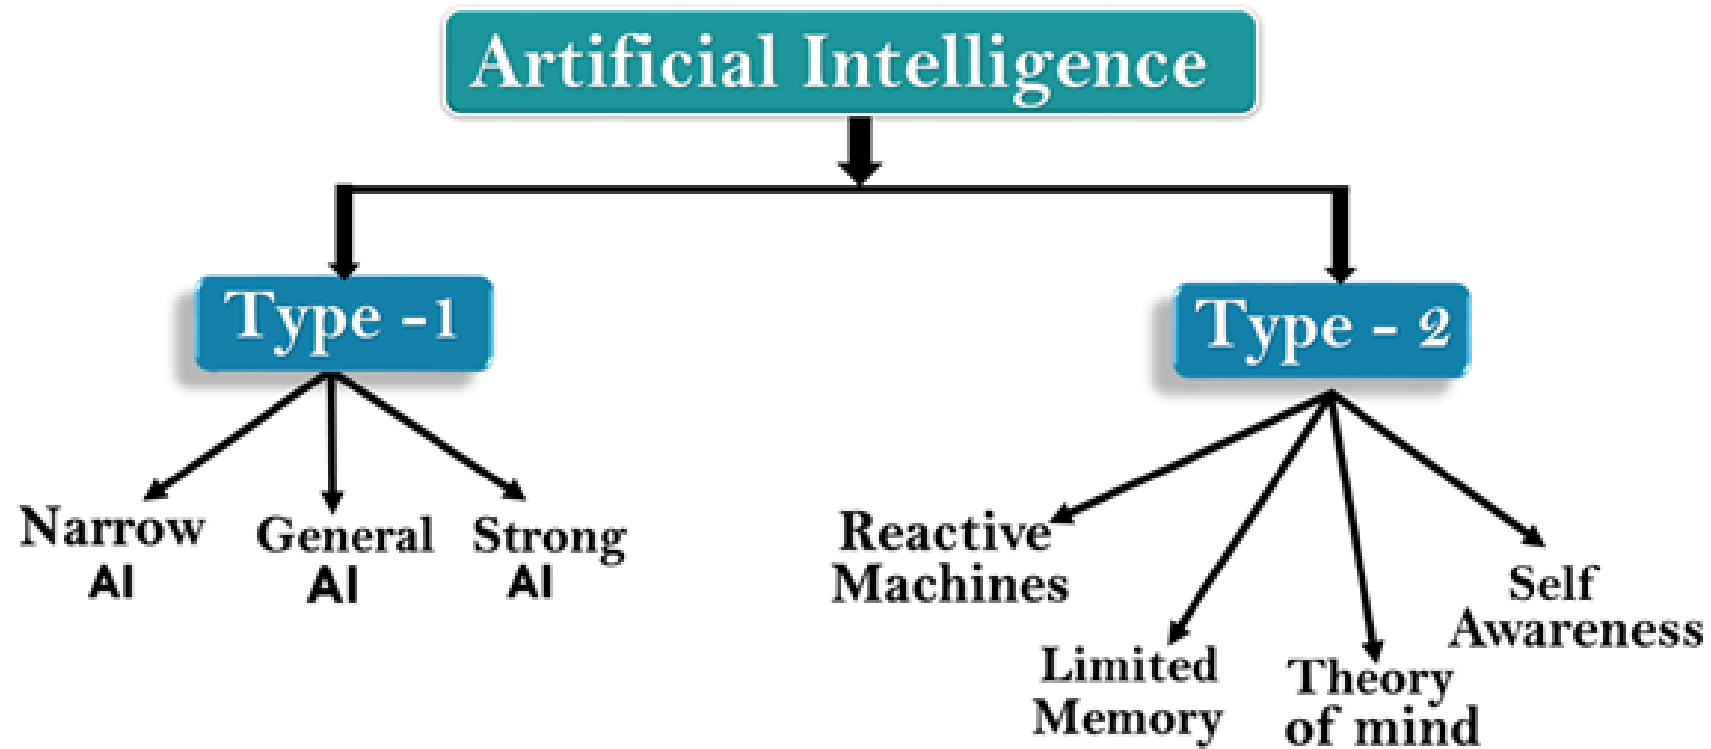 Artificial Intelligence
Type -1
Type - 2
Narrow
AI
General
AI
Strong
AI
Reactive
Machines
Limited
Memory
Theory
of mind
Self
Awareness